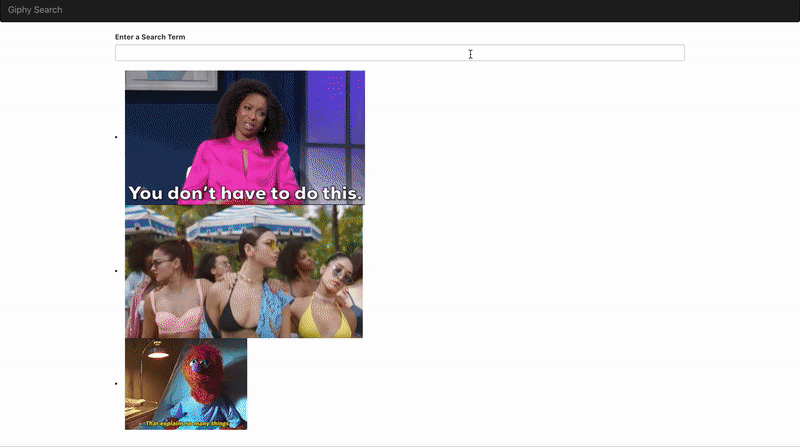 Giphy Search
Enter a Search Term
You don't have to do this.
That explains so many things.